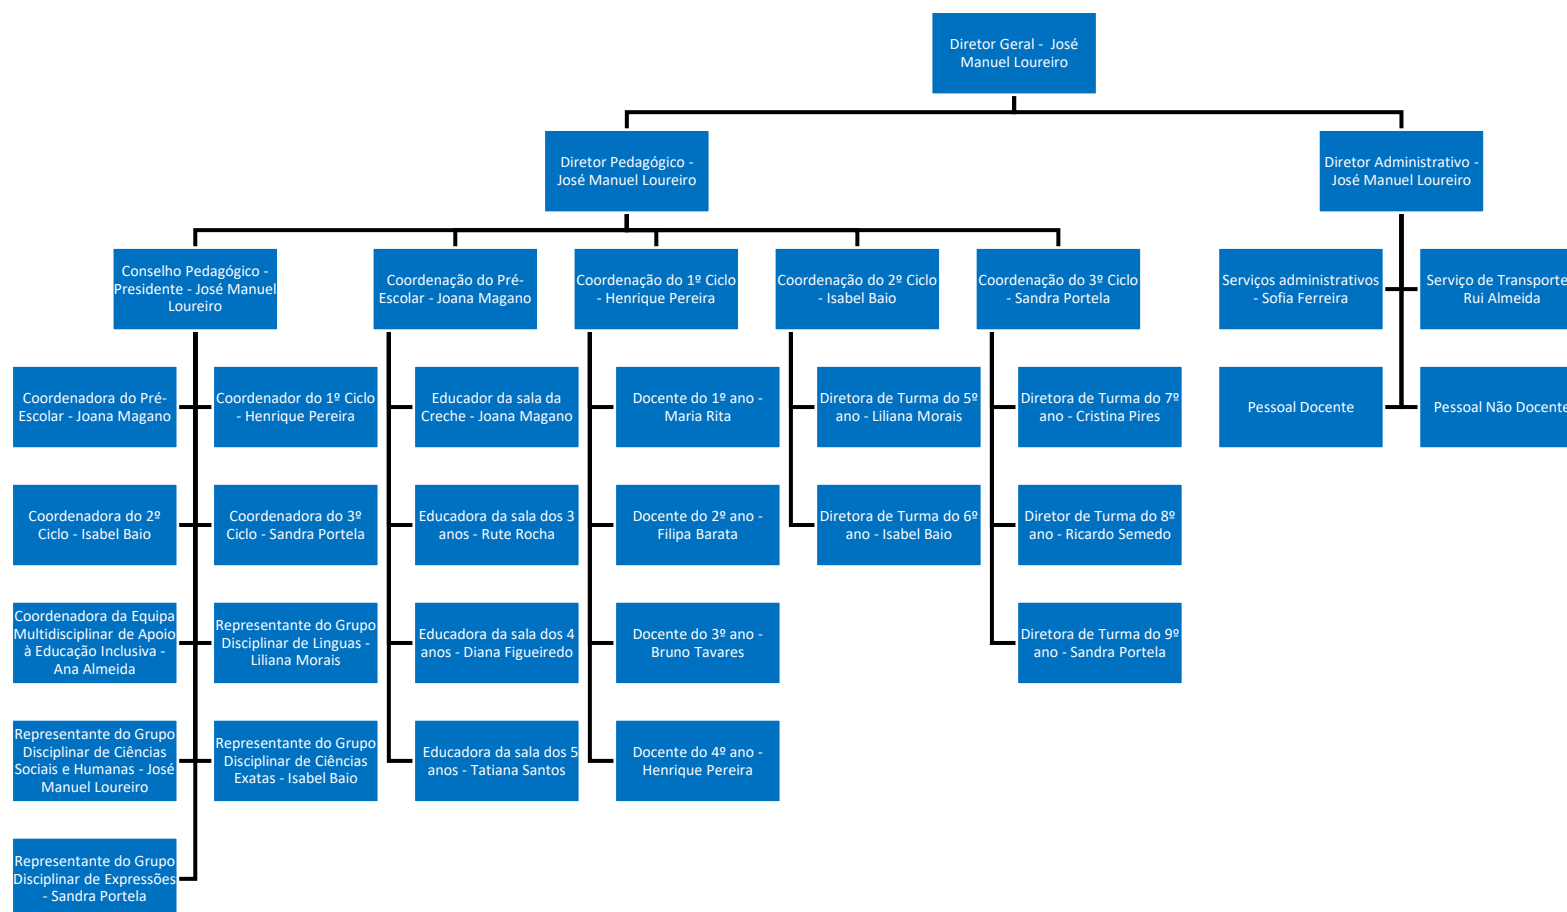 Diretor Geral - José
Manuel Loureiro
Diretor Pedagógico -
José Manuel Loureiro
Diretor Administrativo -
José Manuel Loureiro
Conselho Pedagógico -
Presidente - José Manuel
Loureiro
Coordenação do Pré-
Escolar - Joana Magano
Coordenação do 1º Ciclo
- Henrique Pereira
Coordenação do 2º Ciclo
- Isabel Baio
Coordenação do 3º Ciclo
- Sandra Portela
Serviços administrativos
- Sofia Ferreira
Serviço de Transporte
Rui Almeida
Coordenadora do Pré-
Escolar - Joana Magano
Coordenador do 1º Ciclo
- Henrique Pereira
Educador da sala da
Creche - Joana Magano
Docente do 1º ano -
Maria Rita
Diretora de Turma do 5º
ano - Liliana Morais
Diretora de Turma do 7º
ano - Cristina Pires
Pessoal Docente
Pessoal Não Docente
Coordenadora do 2º
Ciclo - Isabel Baio
Coordenadora do 3º
Ciclo - Sandra Portela
Educadora da sala dos 3
anos - Rute Rocha
Docente do 2º ano -
Filipa Barata
Diretora de Turma do 6º
ano - Isabel Baio
Diretor de Turma do 8º
ano - Ricardo Semedo
Coordenadora da Equipa
Multidisciplinar de Apoio
à Educação Inclusiva -
Ana Almeida
Representante do Grupo
Disciplinar de Linguas -
Liliana Morais
Educadora da sala dos 4
anos - Diana Figueiredo
Docente do 3º ano -
Bruno Tavares
Diretora de Turma do 9º
ano - Sandra Portela
Representante do Grupo
Disciplinar de Ciências
Sociais e Humanas - José
Manuel Loureiro
Representante do Grupo
Disciplinar de Ciências
Exatas - Isabel Baio
Educadora da sala dos 5
anos - Tatiana Santos
Docente do 4º ano -
Henrique Pereira
Representante do Grupo
Disciplinar de Expressões
- Sandra Portela